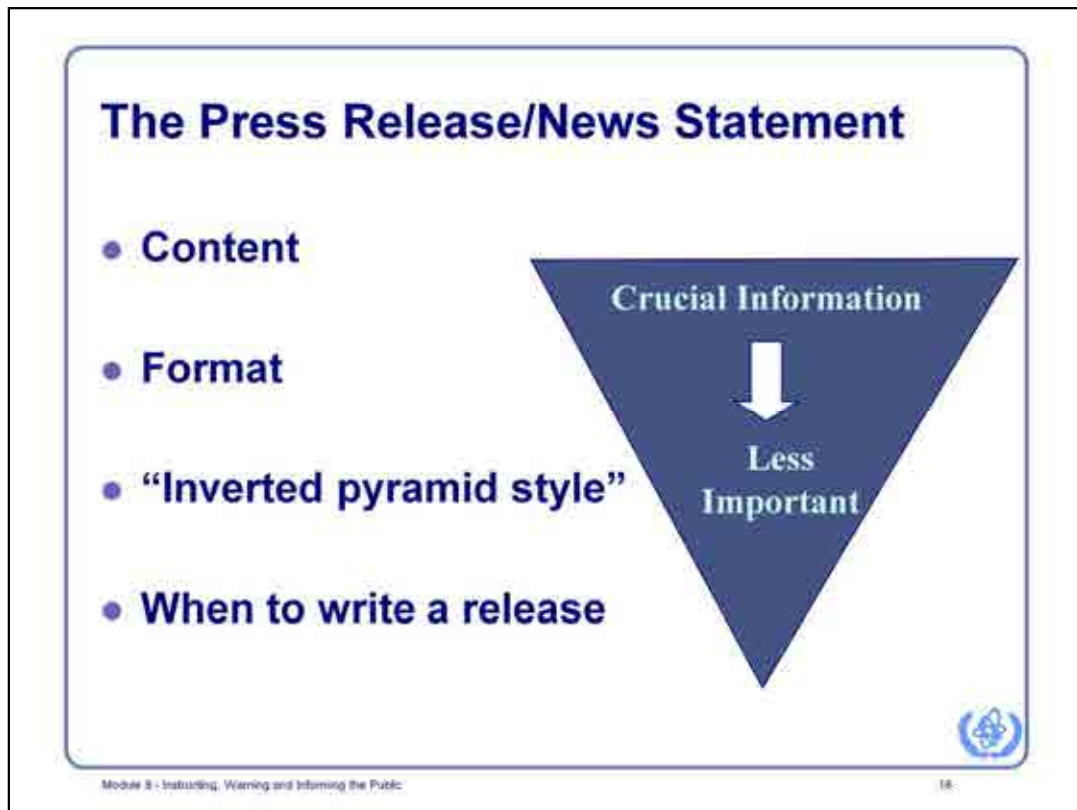 The Press Release/News Statement
Content
Format
“Inverted pyramid style”
When to write a release
Crucial Information
Less
Important
Module 8 - Instructing, Warning and Informing the Public